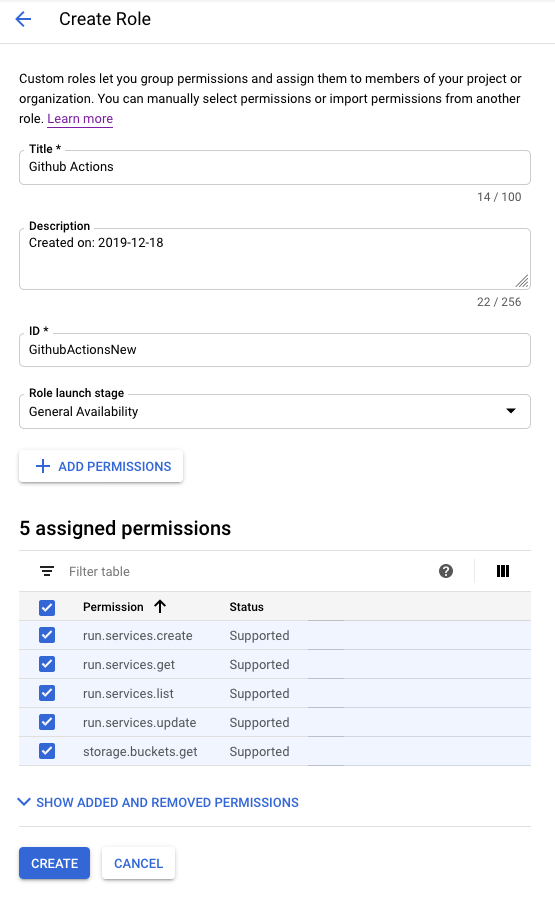 Create Role
Custom roles let you group permissions and assign them to members of your project or
organization. You can manually select permissions or import permissions from another
role. Learn more
Title *
Github Actions
14 / 100
Description
Created on: 2019-12-18
22 / 256
ID *
GithubActionsNew
Role launch stage
General Availability
ADD PERMISSIONS
5 assigned permissions
Filter table
Permission Status
run.services.create Supported
run.services.get Supported
run.services.list Supported
run.services.update Supported
storage.buckets.get Supported
SHOW ADDED AND REMOVED PERMISSIONS
CREATE CANCEL